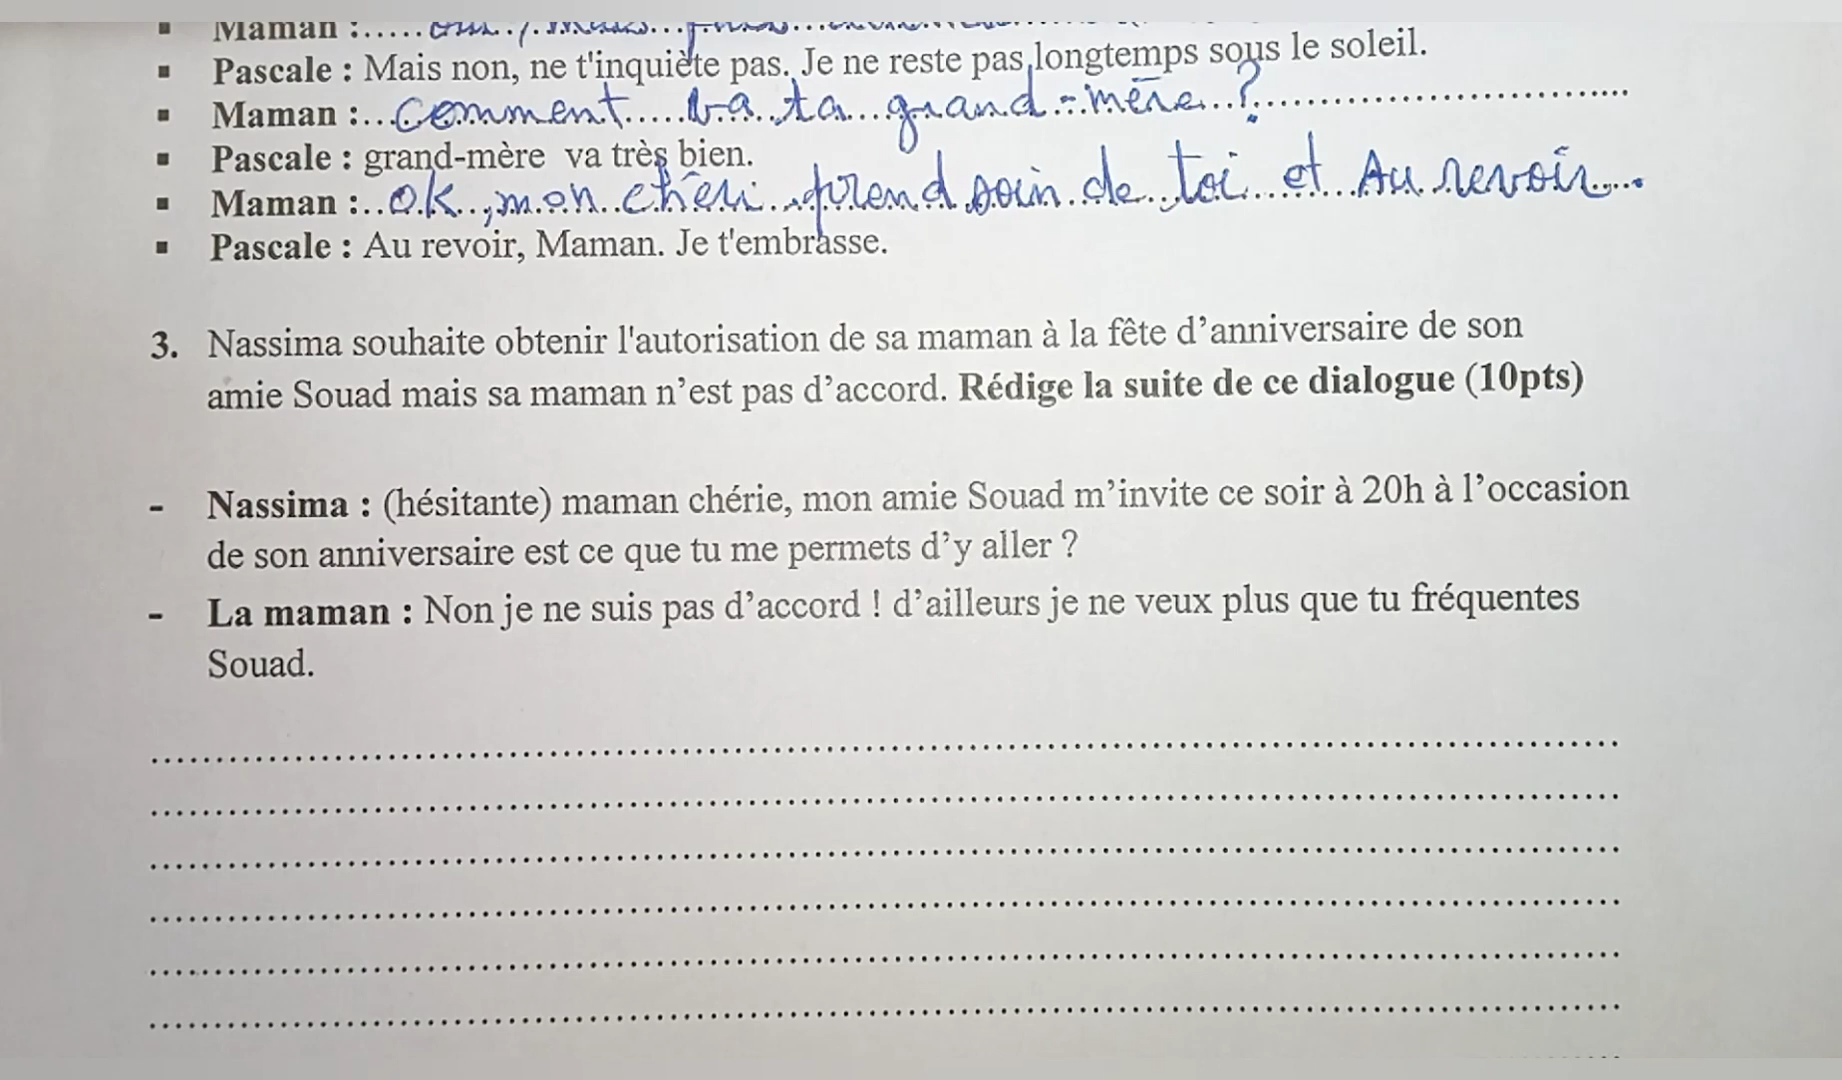 Maman :..... oui, mais
Pascale : Mais non, ne t'inquiète pas. Je ne reste pas longtemps sous le soleil.
Maman :...comment.....va..ta...grand-mère..?
Pascale : grand-mère va très bien.
Maman :..OK.., mon chéri..prend soin de toi et Au revoir....
Pascale : Au revoir, Maman. Je t'embrasse.
3. Nassima souhaite obtenir l'autorisation de sa maman à la fête d’anniversaire de son
amie Souad mais sa maman n’est pas d’accord. Rédige la suite de ce dialogue (10pts)
- Nassima : (hésitante) maman chérie, mon amie Souad m’invite ce soir à 20h à l’occasion
de son anniversaire est ce que tu me permets d’y aller ?
- La maman : Non je ne suis pas d’accord ! d’ailleurs je ne veux plus que tu fréquentes
Souad.